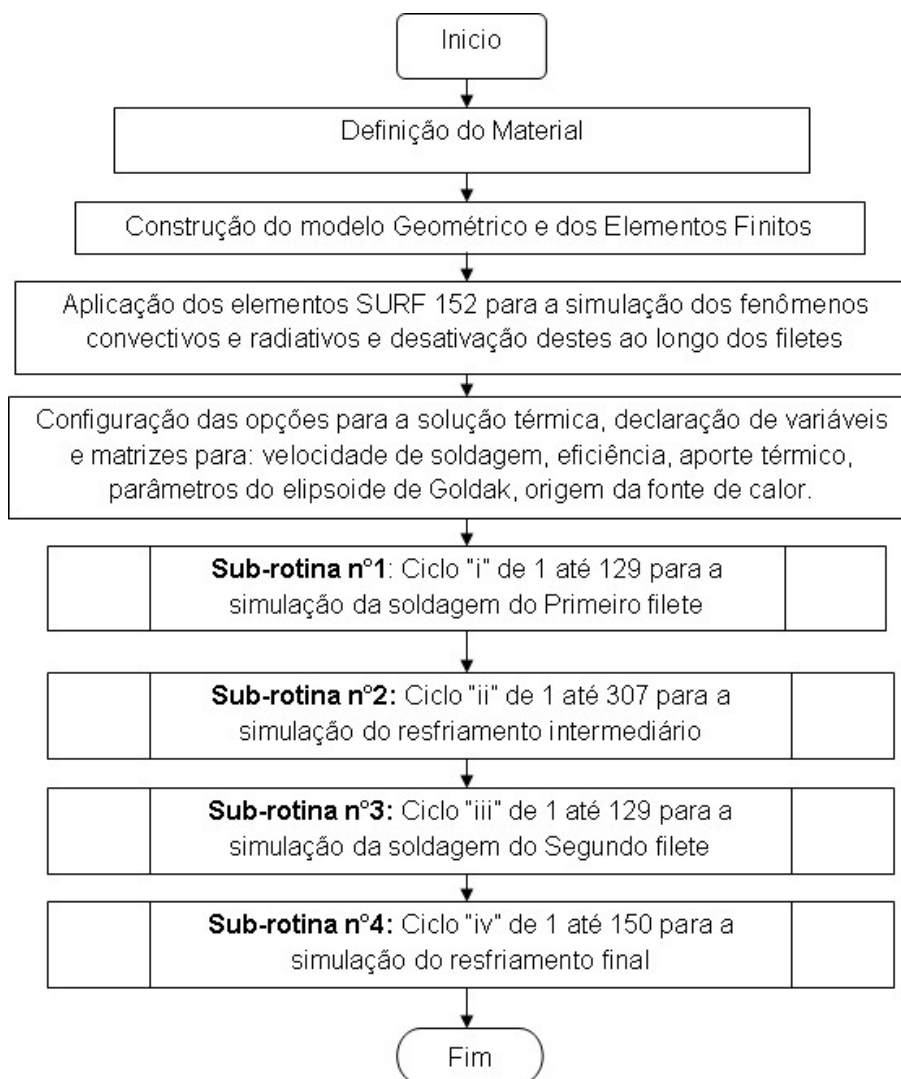 Inicio
Definição do Material
Construção do modelo Geométrico e dos Elementos Finitos
Aplicação dos elementos SURF 152 para a simulação dos fenômenos
convectivos e radiativos e desativação destes ao longo dos filetes
Configuração das opções para a solução térmica, declaração de variáveis
e matrizes para: velocidade de soldagem, eficiência, aporte térmico,
parâmetros do elipsoide de Goldak, origem da fonte de calor.
Sub-rotina nº1: Ciclo "i" de 1 até 129 para a
simulação da soldagem do Primeiro filete
Sub-rotina nº2: Ciclo "ii" de 1 até 307 para a
simulação do resfriamento intermediário
Sub-rotina nº3: Ciclo "iii" de 1 até 129 para a
simulação da soldagem do Segundo filete
Sub-rotina nº4: Ciclo "iv" de 1 até 150 para a
simulação do resfriamento final
Fim